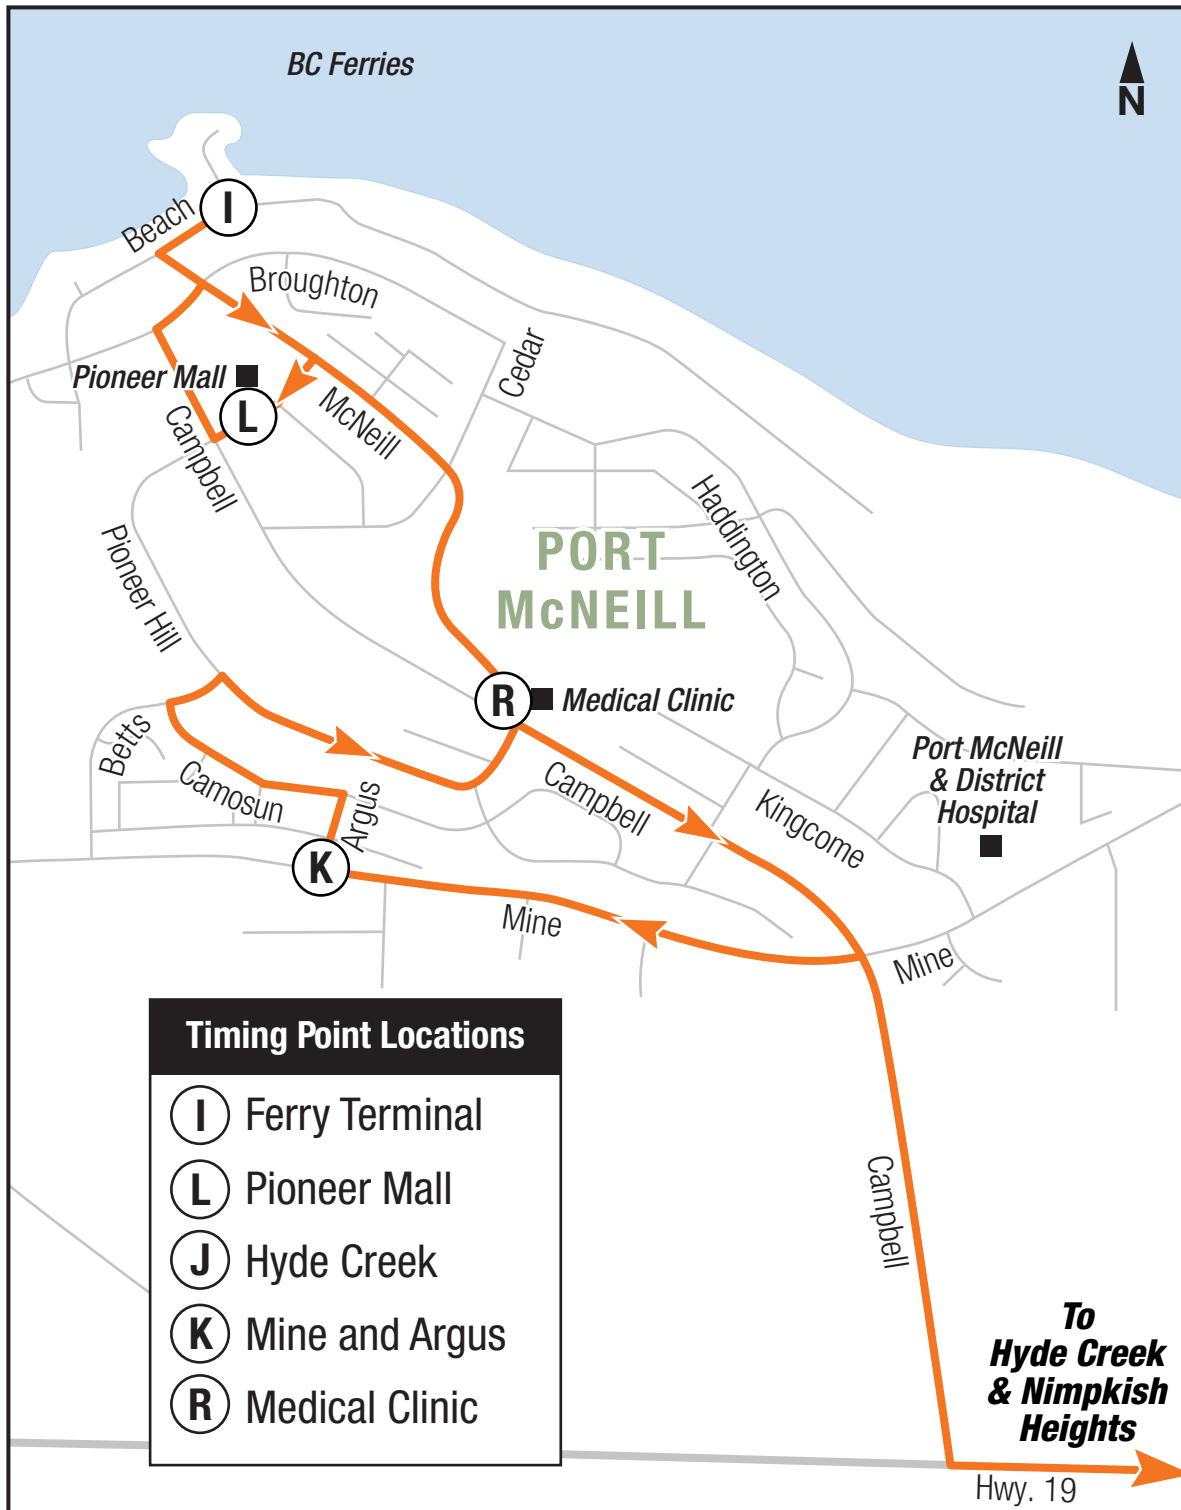 BC Ferries
N
I
Beach
Broughton
Cedar
Pioneer Mall
L
McNeill
Campbell
Haddington
Pioneer Hill
PORT
McNEILL
R
Medical Clinic
Betts
Camosun
Argus
Campbell
Kingcome
Port McNeill
& District
Hospital
K
Mine
Mine
Timing Point Locations
I Ferry Terminal
L Pioneer Mall
J Hyde Creek
K Mine and Argus
R Medical Clinic
Campbell
To
Hyde Creek
& Nimpkish
Heights
Hwy. 19